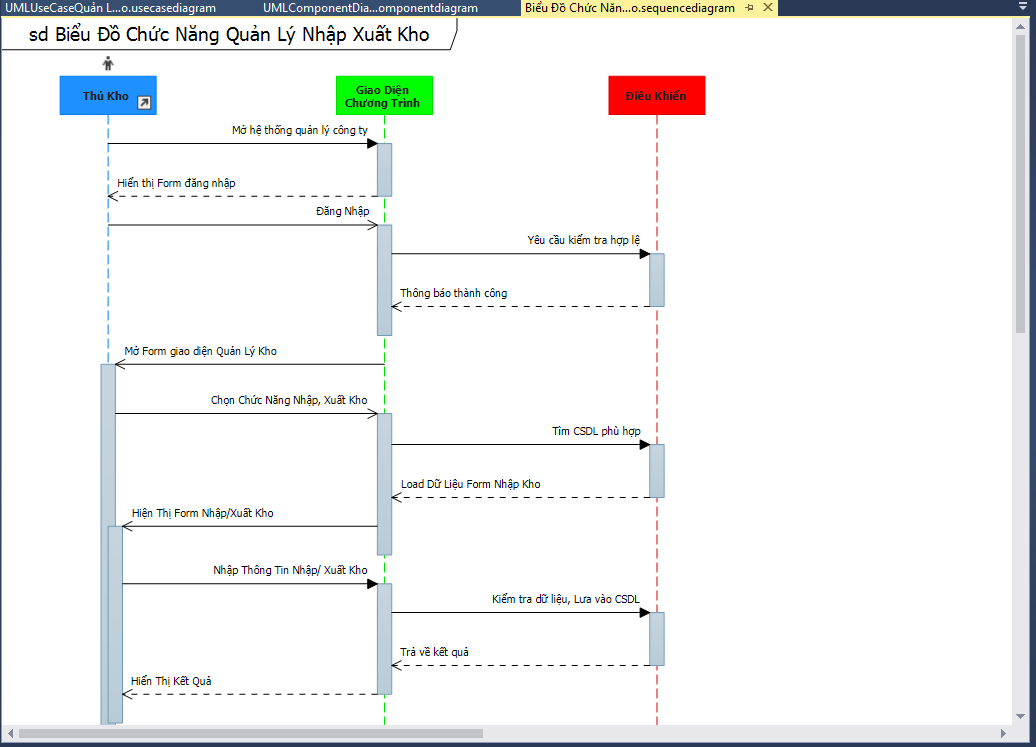 UMLUseCaseQuản L...o.usecasediagram
UMLComponentDia...omponentdiagram
Biểu Đồ Chức Năn...o.sequencediagram
sd Biểu Đồ Chức Năng Quản Lý Nhập Xuất Kho
Thủ Kho
Giao Diện
Chương Trình
Điều Khiển
Mở hệ thống quản lý công ty
Hiển thị Form đăng nhập
Đăng Nhập
Yêu cầu kiểm tra hợp lệ
Thông báo thành công
Mở Form giao diện Quản Lý Kho
Chọn Chức Năng Nhập, Xuất Kho
Tìm CSDL phù hợp
Load Dữ Liệu Form Nhập Kho
Hiện Thị Form Nhập/Xuất Kho
Nhập Thông Tin Nhập/ Xuất Kho
Kiểm tra dữ liệu, Lưa vào CSDL
Trả về kết quả
Hiển Thị Kết Quả